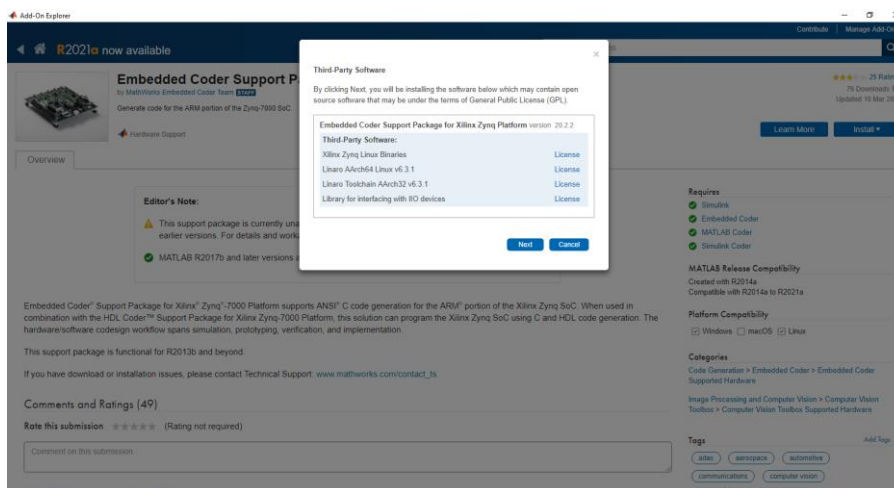 Add-On Explorer
Contribute
Manage Add-On
R2021a now available
Embedded Coder Support P
by MathWorks Embedded Coder Team STAFF
Generate code for the ARM portion of the Zynq-7000 SoC.
Hardware Support
25 Ratin
Updated 10 Mar 20
Learn More
Install
Overview
Third-Party Software
By clicking Next, you will be installing the software below which may contain open
source software that may be under the terms of General Public License (GPL).
Embedded Coder Support Package for Xilinx Zynq Platform version 20.2.2
Third-Party Software:
Xilinx Zynq Linux Binaries License
Linaro AArch64 Linux v6.3.1 License
Linaro Toolchain AArch32 v6.3.1 License
Library for interfacing with IIO devices License
Next
Cancel
Editor's Note:
This support package is currently una
earlier versions. For details and work
MATLAB R2017b and later versions a
Embedded Coder® Support Package for Xilinx® Zynq®-7000 Platform supports ANSI® C code generation for the ARM® portion of the Xilinx Zynq SoC. When used in
combination with the HDL Coder™ Support Package for Xilinx Zynq-7000 Platform, this solution can program the Xilinx Zynq SoC using C and HDL code generation. The
hardware/software codesign workflow spans simulation, prototyping, verification, and implementation.
This support package is functional for R2013b and beyond.
If you have download or installation issues, please contact Technical Support: www.mathworks.com/contact_ts
Comments and Ratings (49)
Rate this submission (Rating not required)
Comment on this submission
Requires
Simulink
Embedded Coder
MATLAB Coder
Simulink Coder
MATLAB Release Compatibility
Created with R2014a
Compatible with R2014a to R2021a
Platform Compatibility
Windows macOS Linux
Categories
Code Generation > Embedded Coder > Embedded Coder
Supported Hardware
Image Processing and Computer Vision > Computer Vision
Toolbox > Computer Vision Toolbox Supported Hardware
Tags
Add Tags
adas
aerospace
automotive
communications
computer vision